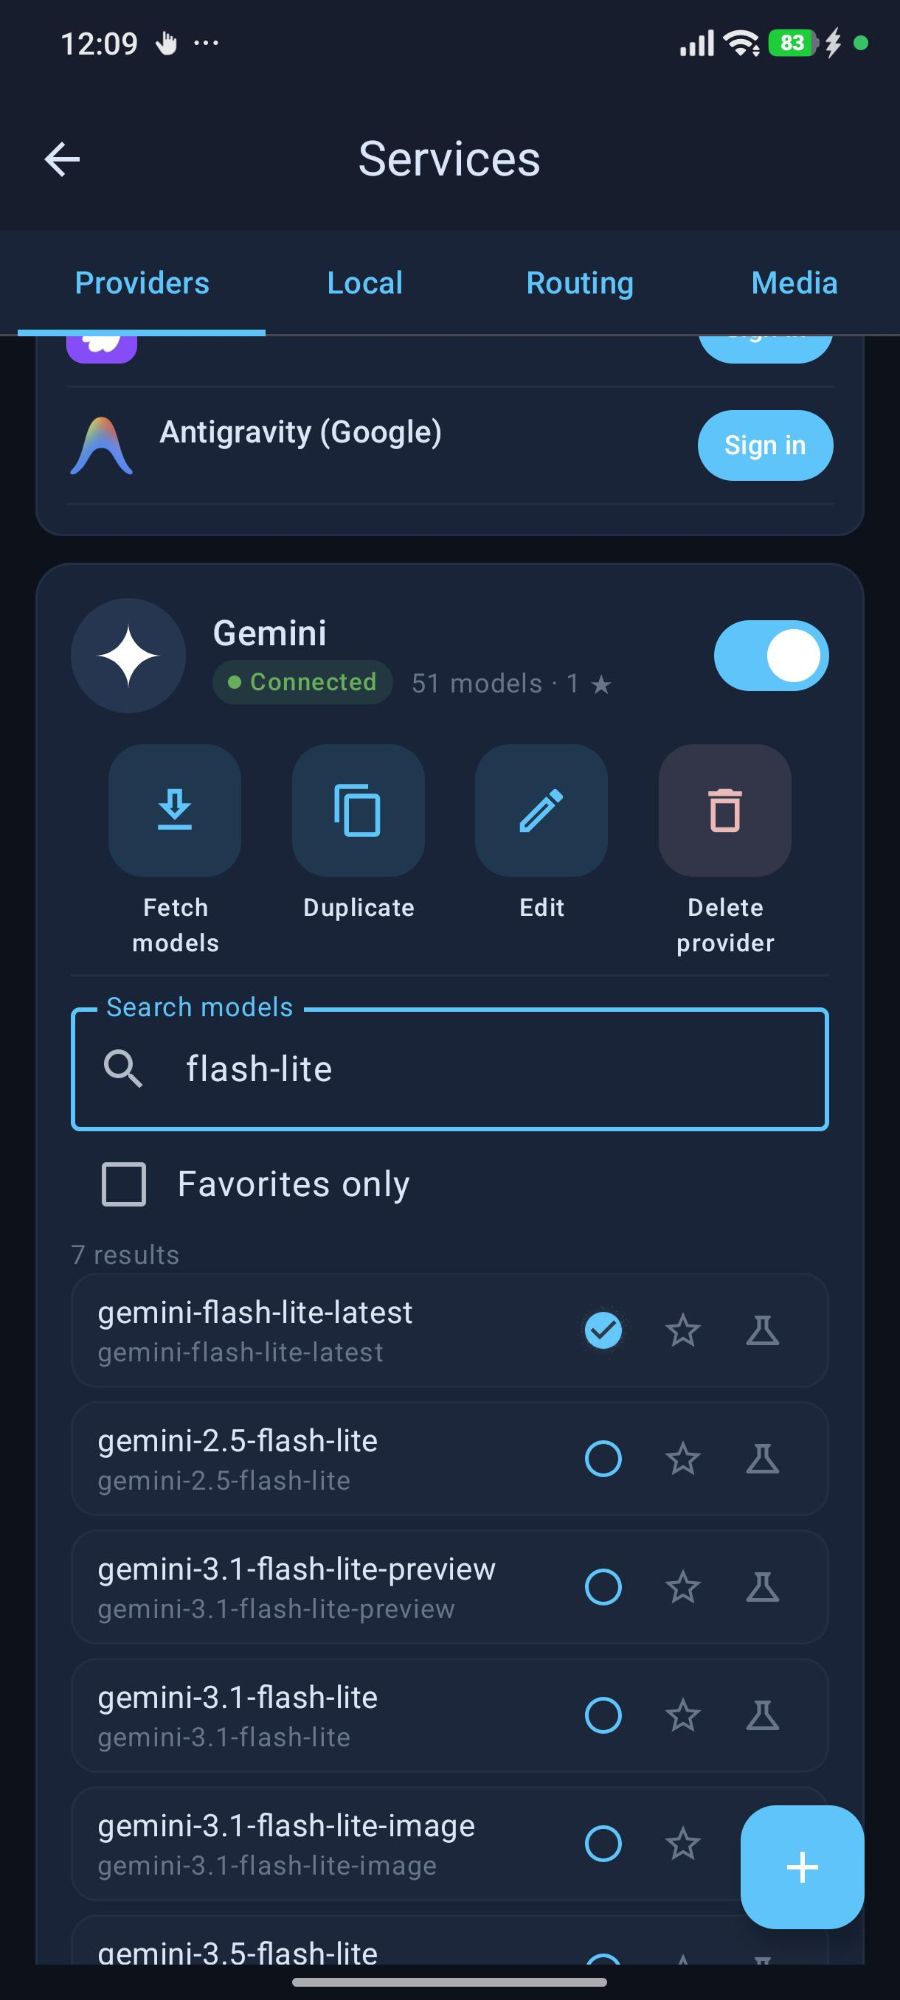 12:09
83
Services
Providers
Local
Routing
Media
Antigravity (Google)
Sign in
Gemini
Connected
51 models · 1 ★
Fetch models
Duplicate
Edit
Delete provider
Search models
flash-lite
Favorites only
7 results
gemini-flash-lite-latest
gemini-flash-lite-latest
gemini-2.5-flash-lite
gemini-2.5-flash-lite
gemini-3.1-flash-lite-preview
gemini-3.1-flash-lite-preview
gemini-3.1-flash-lite
gemini-3.1-flash-lite
gemini-3.1-flash-lite-image
gemini-3.1-flash-lite-image
gemini-3.5-flash-lite